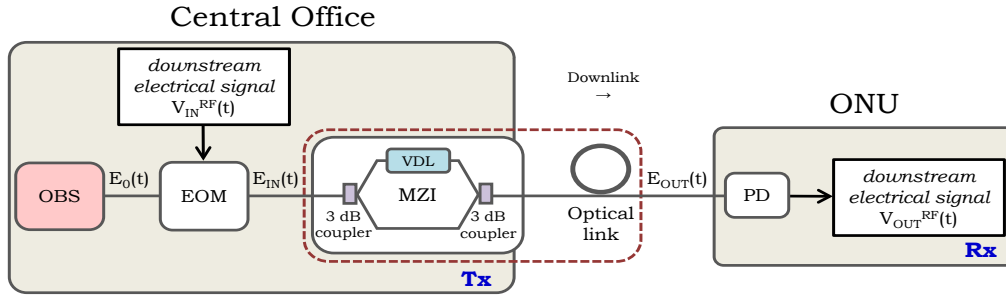 Central Office
downstream
electrical signal
V_IN^RF(t)
Downlink
→
ONU
OBS
E_0(t)
EOM
E_IN(t)
VDL
MZI
3 dB
coupler
3 dB
coupler
Optical
link
E_OUT(t)
PD
downstream
electrical signal
V_OUT^RF(t)
Tx
Rx